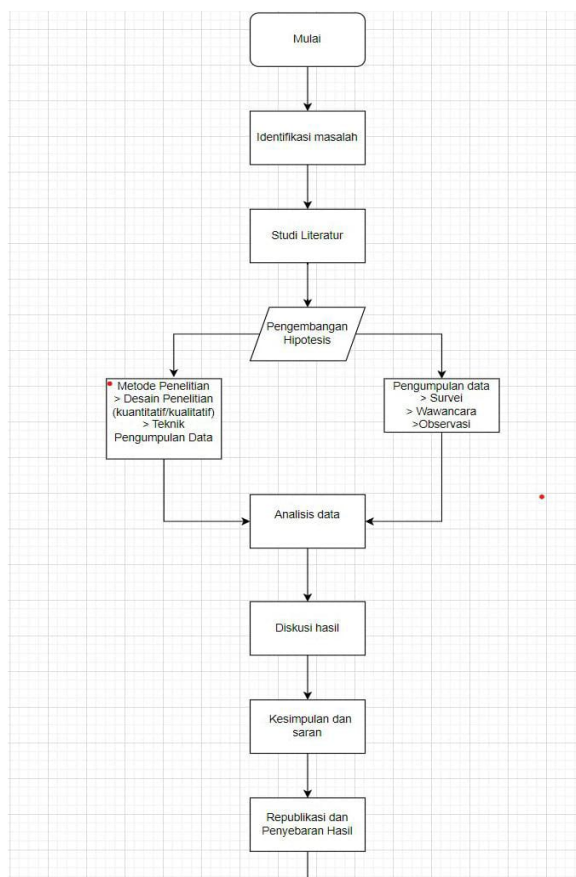 Mulai
Identifikasi masalah
Studi Literatur
Pengembangan
Hipotesis
Metode Penelitian
> Desain Penelitian
(kuantitatif/kualitatif)
> Teknik
Pengumpulan Data
Pengumpulan data
> Survei
> Wawancara
>Observasi
Analisis data
Diskusi hasil
Kesimpulan dan
saran
Republikasi dan
Penyebaran Hasil